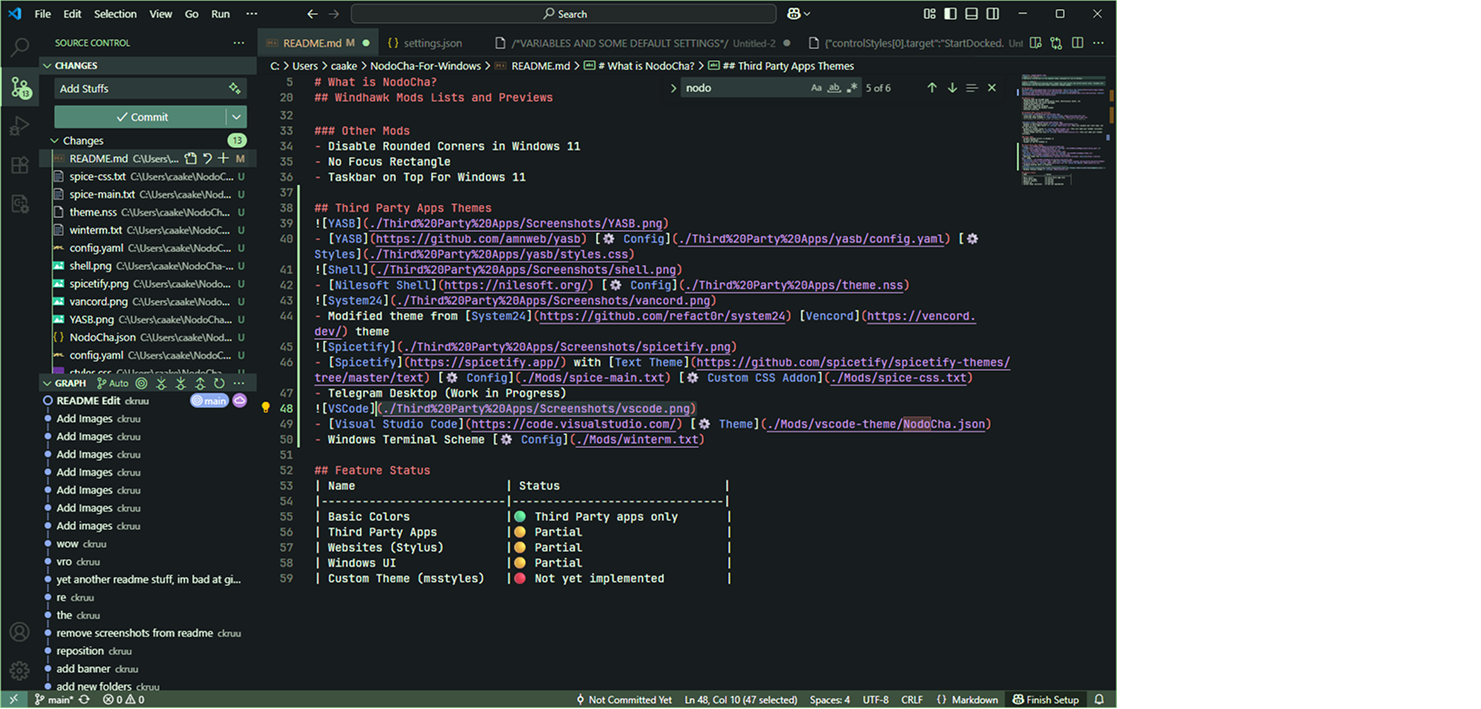 File Edit Selection View Go Run ··· Search
SOURCE CONTROL ···
README.md M
{ } settings.json
/*VARIABLES AND SOME DEFAULT SETTINGS*/ Untitled-2
{"controlStyles[0].target":"StartDocked. Unt ···
CHANGES
Add Stuffs
Commit
Changes 13
README.md C:\Users\... M
spice-css.txt C:\Users\caake\NodoC... U
spice-main.txt C:\Users\caake\Nod... U
theme.nss C:\Users\caake\NodoCh... U
winterm.txt C:\Users\caake\NodoC... U
config.yaml C:\Users\caake\NodoC... U
shell.png C:\Users\caake\NodoCha-... U
spicetify.png C:\Users\caake\Nodo... U
vancord.png C:\Users\caake\Nodo... U
YASB.png C:\Users\caake\NodoCha... U
{ } NodoCha.json C:\Users\caake\Nod... U
config.yaml C:\Users\caake\NodoC... U
styles.css C:\Users\caake\NodoCh... U
GRAPH Auto ···
README Edit ckruu main
Add Images ckruu
Add Images ckruu
Add Images ckruu
Add Images ckruu
Add Images ckruu
Add Images ckruu
Add images ckruu
wow ckruu
vro ckruu
yet another readme stuff, im bad at gi...
re ckruu
the ckruu
remove screenshots from readme ckruu
reposition ckruu
add banner ckruu
add new folders ckruu
C: > Users > caake > NodoCha-For-Windows > README.md > # What is NodoCha? > ## Third Party Apps Themes
nodo Aa ab .* 5 of 6
5 # What is NodoCha?
20 ## Windhawk Mods Lists and Previews
32
33 ### Other Mods
34 - Disable Rounded Corners in Windows 11
35 - No Focus Rectangle
36 - Taskbar on Top For Windows 11
37
38 ## Third Party Apps Themes
39 ![YASB](./Third%20Party%20Apps/Screenshots/YASB.png)
40 - [YASB](https://github.com/amnweb/yasb) [⚙ Config](./Third%20Party%20Apps/yasb/config.yaml) [⚙
Styles](./Third%20Party%20Apps/yasb/styles.css)
41 ![Shell](./Third%20Party%20Apps/Screenshots/shell.png)
42 - [Nilesoft Shell](https://nilesoft.org/) [⚙ Config](./Third%20Party%20Apps/theme.nss)
43 ![System24](./Third%20Party%20Apps/Screenshots/vancord.png)
44 - Modified theme from [System24](https://github.com/refact0r/system24) [Vencord](https://vencord.
dev/) theme
45 ![Spicetify](./Third%20Party%20Apps/Screenshots/spicetify.png)
46 - [Spicetify](https://spicetify.app/) with [Text Theme](https://github.com/spicetify/spicetify-themes/
tree/master/text) [⚙ Config](./Mods/spice-main.txt) [⚙ Custom CSS Addon](./Mods/spice-css.txt)
47 - Telegram Desktop (Work in Progress)
48 ![VSCode](./Third%20Party%20Apps/Screenshots/vscode.png)
49 - [Visual Studio Code](https://code.visualstudio.com/) [⚙ Theme](./Mods/vscode-theme/NodoCha.json)
50 - Windows Terminal Scheme [⚙ Config](./Mods/winterm.txt)
51
52 ## Feature Status
53 | Name | Status |
54 |---------------------------|-------------------------------|
55 | Basic Colors |🟢 Third Party apps only |
56 | Third Party Apps |🟡 Partial |
57 | Websites (Stylus) |🟡 Partial |
58 | Windows UI |🟡 Partial |
59 | Custom Theme (msstyles) |🔴 Not yet implemented |
main* 0 0 Not Committed Yet Ln 48, Col 10 (47 selected) Spaces: 4 UTF-8 CRLF { } Markdown Finish Setup